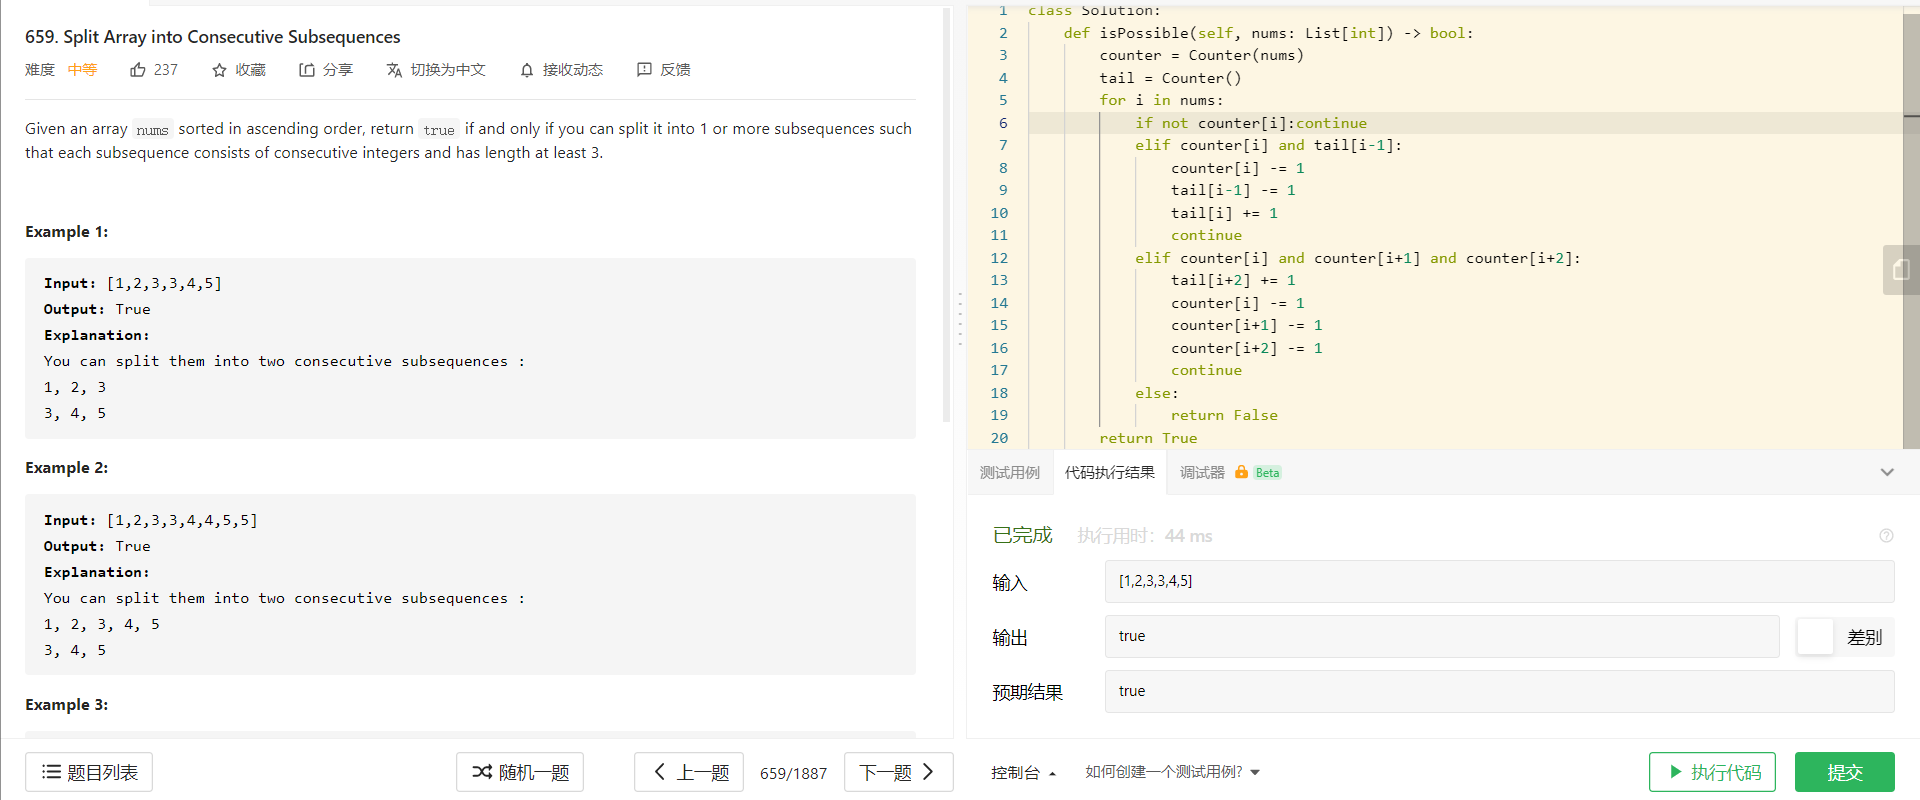 659. Split Array into Consecutive Subsequences
难度 中等 237 收藏 分享 切换为中文 接收动态 反馈
Given an array nums sorted in ascending order, return true if and only if you can split it into 1 or more subsequences such
that each subsequence consists of consecutive integers and has length at least 3.
Example 1:
Input: [1,2,3,3,4,5]
Output: True
Explanation:
You can split them into two consecutive subsequences :
1, 2, 3
3, 4, 5
Example 2:
Input: [1,2,3,3,4,4,5,5]
Output: True
Explanation:
You can split them into two consecutive subsequences :
1, 2, 3, 4, 5
3, 4, 5
Example 3:
题目列表 随机一题 上一题 659/1887 下一题
1 class Solution:
2 def isPossible(self, nums: List[int]) -> bool:
3 counter = Counter(nums)
4 tail = Counter()
5 for i in nums:
6 if not counter[i]:continue
7 elif counter[i] and tail[i-1]:
8 counter[i] -= 1
9 tail[i-1] -= 1
10 tail[i] += 1
11 continue
12 elif counter[i] and counter[i+1] and counter[i+2]:
13 tail[i+2] += 1
14 counter[i] -= 1
15 counter[i+1] -= 1
16 counter[i+2] -= 1
17 continue
18 else:
19 return False
20 return True
测试用例 代码执行结果 调试器 Beta
已完成 执行用时: 44 ms
输入 [1,2,3,3,4,5]
输出 true 差别
预期结果 true
控制台 如何创建一个测试用例? 执行代码 提交